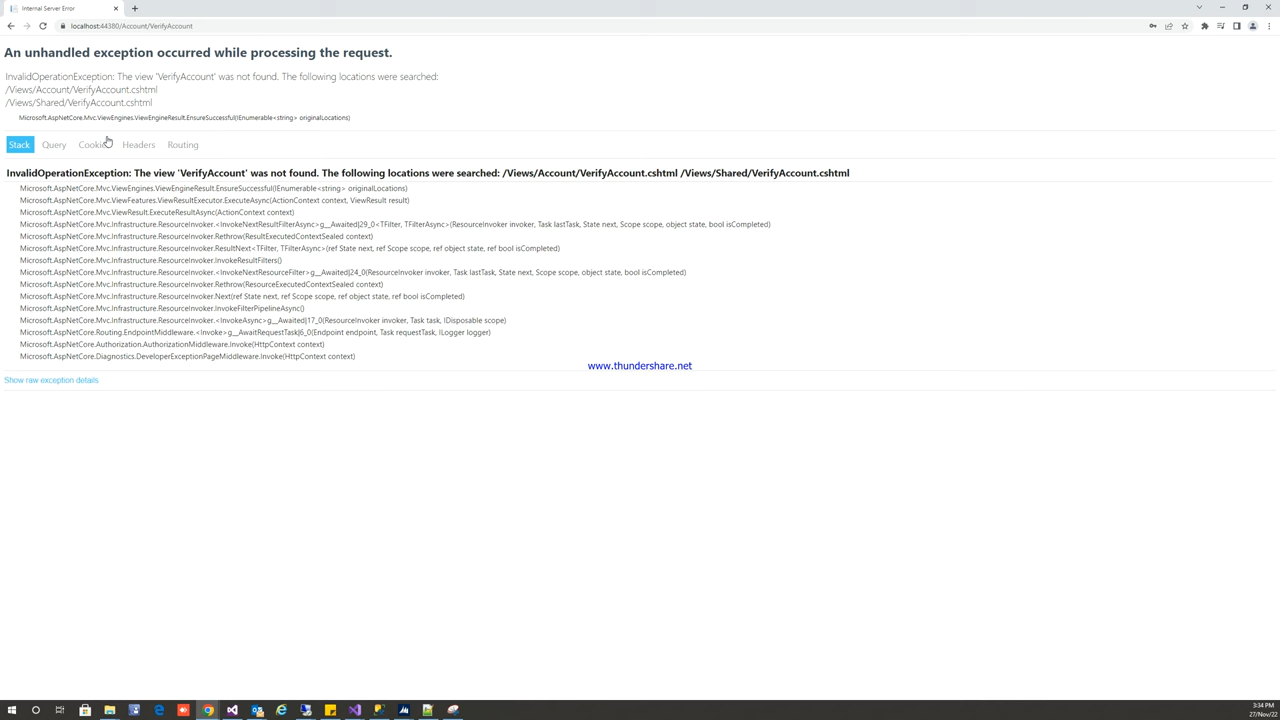 Internal Server Error
localhost:44380/Account/VerifyAccount
An unhandled exception occurred while processing the request.
InvalidOperationException: The view 'VerifyAccount' was not found. The following locations were searched:
/Views/Account/VerifyAccount.cshtml
/Views/Shared/VerifyAccount.cshtml
Microsoft.AspNetCore.Mvc.ViewEngines.ViewEngineResult.EnsureSuccessful(IEnumerable<string> originalLocations)
Stack Query Cookies Headers Routing
InvalidOperationException: The view 'VerifyAccount' was not found. The following locations were searched: /Views/Account/VerifyAccount.cshtml /Views/Shared/VerifyAccount.cshtml
Microsoft.AspNetCore.Mvc.ViewEngines.ViewEngineResult.EnsureSuccessful(IEnumerable<string> originalLocations)
Microsoft.AspNetCore.Mvc.ViewFeatures.ViewResultExecutor.ExecuteAsync(ActionContext context, ViewResult result)
Microsoft.AspNetCore.Mvc.ViewResult.ExecuteResultAsync(ActionContext context)
Microsoft.AspNetCore.Mvc.Infrastructure.ResourceInvoker.<InvokeNextResultFilterAsync>g__Awaited|29_0<TFilter, TFilterAsync>(ResourceInvoker invoker, Task lastTask, State next, Scope scope, object state, bool isCompleted)
Microsoft.AspNetCore.Mvc.Infrastructure.ResourceInvoker.Rethrow(ResultExecutedContextSealed context)
Microsoft.AspNetCore.Mvc.Infrastructure.ResourceInvoker.ResultNext<TFilter, TFilterAsync>(ref State next, ref Scope scope, ref object state, ref bool isCompleted)
Microsoft.AspNetCore.Mvc.Infrastructure.ResourceInvoker.InvokeResultFilters()
Microsoft.AspNetCore.Mvc.Infrastructure.ResourceInvoker.<InvokeNextResourceFilter>g__Awaited|24_0(ResourceInvoker invoker, Task lastTask, State next, Scope scope, object state, bool isCompleted)
Microsoft.AspNetCore.Mvc.Infrastructure.ResourceInvoker.Rethrow(ResourceExecutedContextSealed context)
Microsoft.AspNetCore.Mvc.Infrastructure.ResourceInvoker.Next(ref State next, ref Scope scope, ref object state, ref bool isCompleted)
Microsoft.AspNetCore.Mvc.Infrastructure.ResourceInvoker.InvokeFilterPipelineAsync()
Microsoft.AspNetCore.Mvc.Infrastructure.ResourceInvoker.<InvokeAsync>g__Awaited|17_0(ResourceInvoker invoker, Task task, IDisposable scope)
Microsoft.AspNetCore.Routing.EndpointMiddleware.<Invoke>g__AwaitRequestTask|6_0(Endpoint endpoint, Task requestTask, ILogger logger)
Microsoft.AspNetCore.Authorization.AuthorizationMiddleware.Invoke(HttpContext context)
Microsoft.AspNetCore.Diagnostics.DeveloperExceptionPageMiddleware.Invoke(HttpContext context)
www.thundershare.net
Show raw exception details
3:34 PM
27/Nov/22